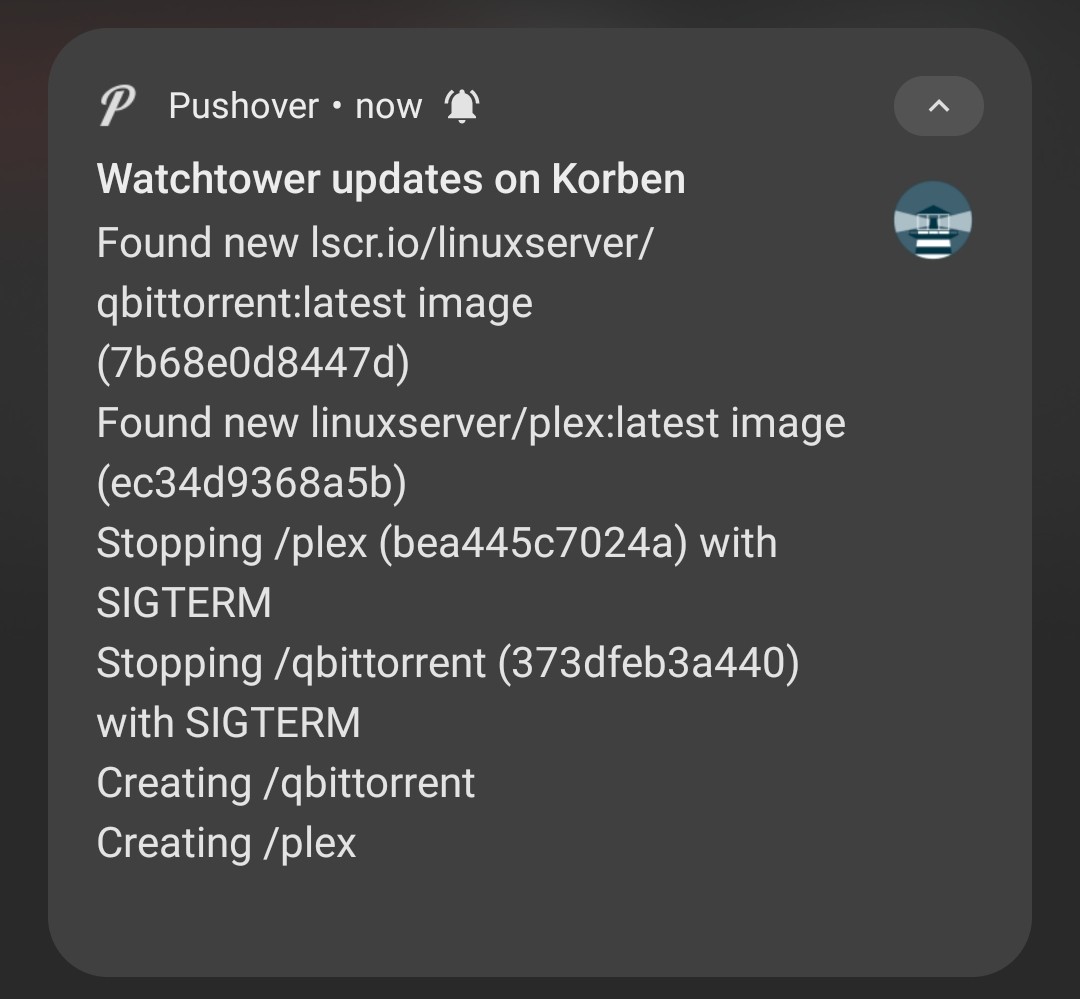 Pushover • now
Watchtower updates on Korben
Found new lscr.io/linuxserver/
qbittorrent:latest image
(7b68e0d8447d)
Found new linuxserver/plex:latest image
(ec34d9368a5b)
Stopping /plex (bea445c7024a) with
SIGTERM
Stopping /qbittorrent (373dfeb3a440)
with SIGTERM
Creating /qbittorrent
Creating /plex